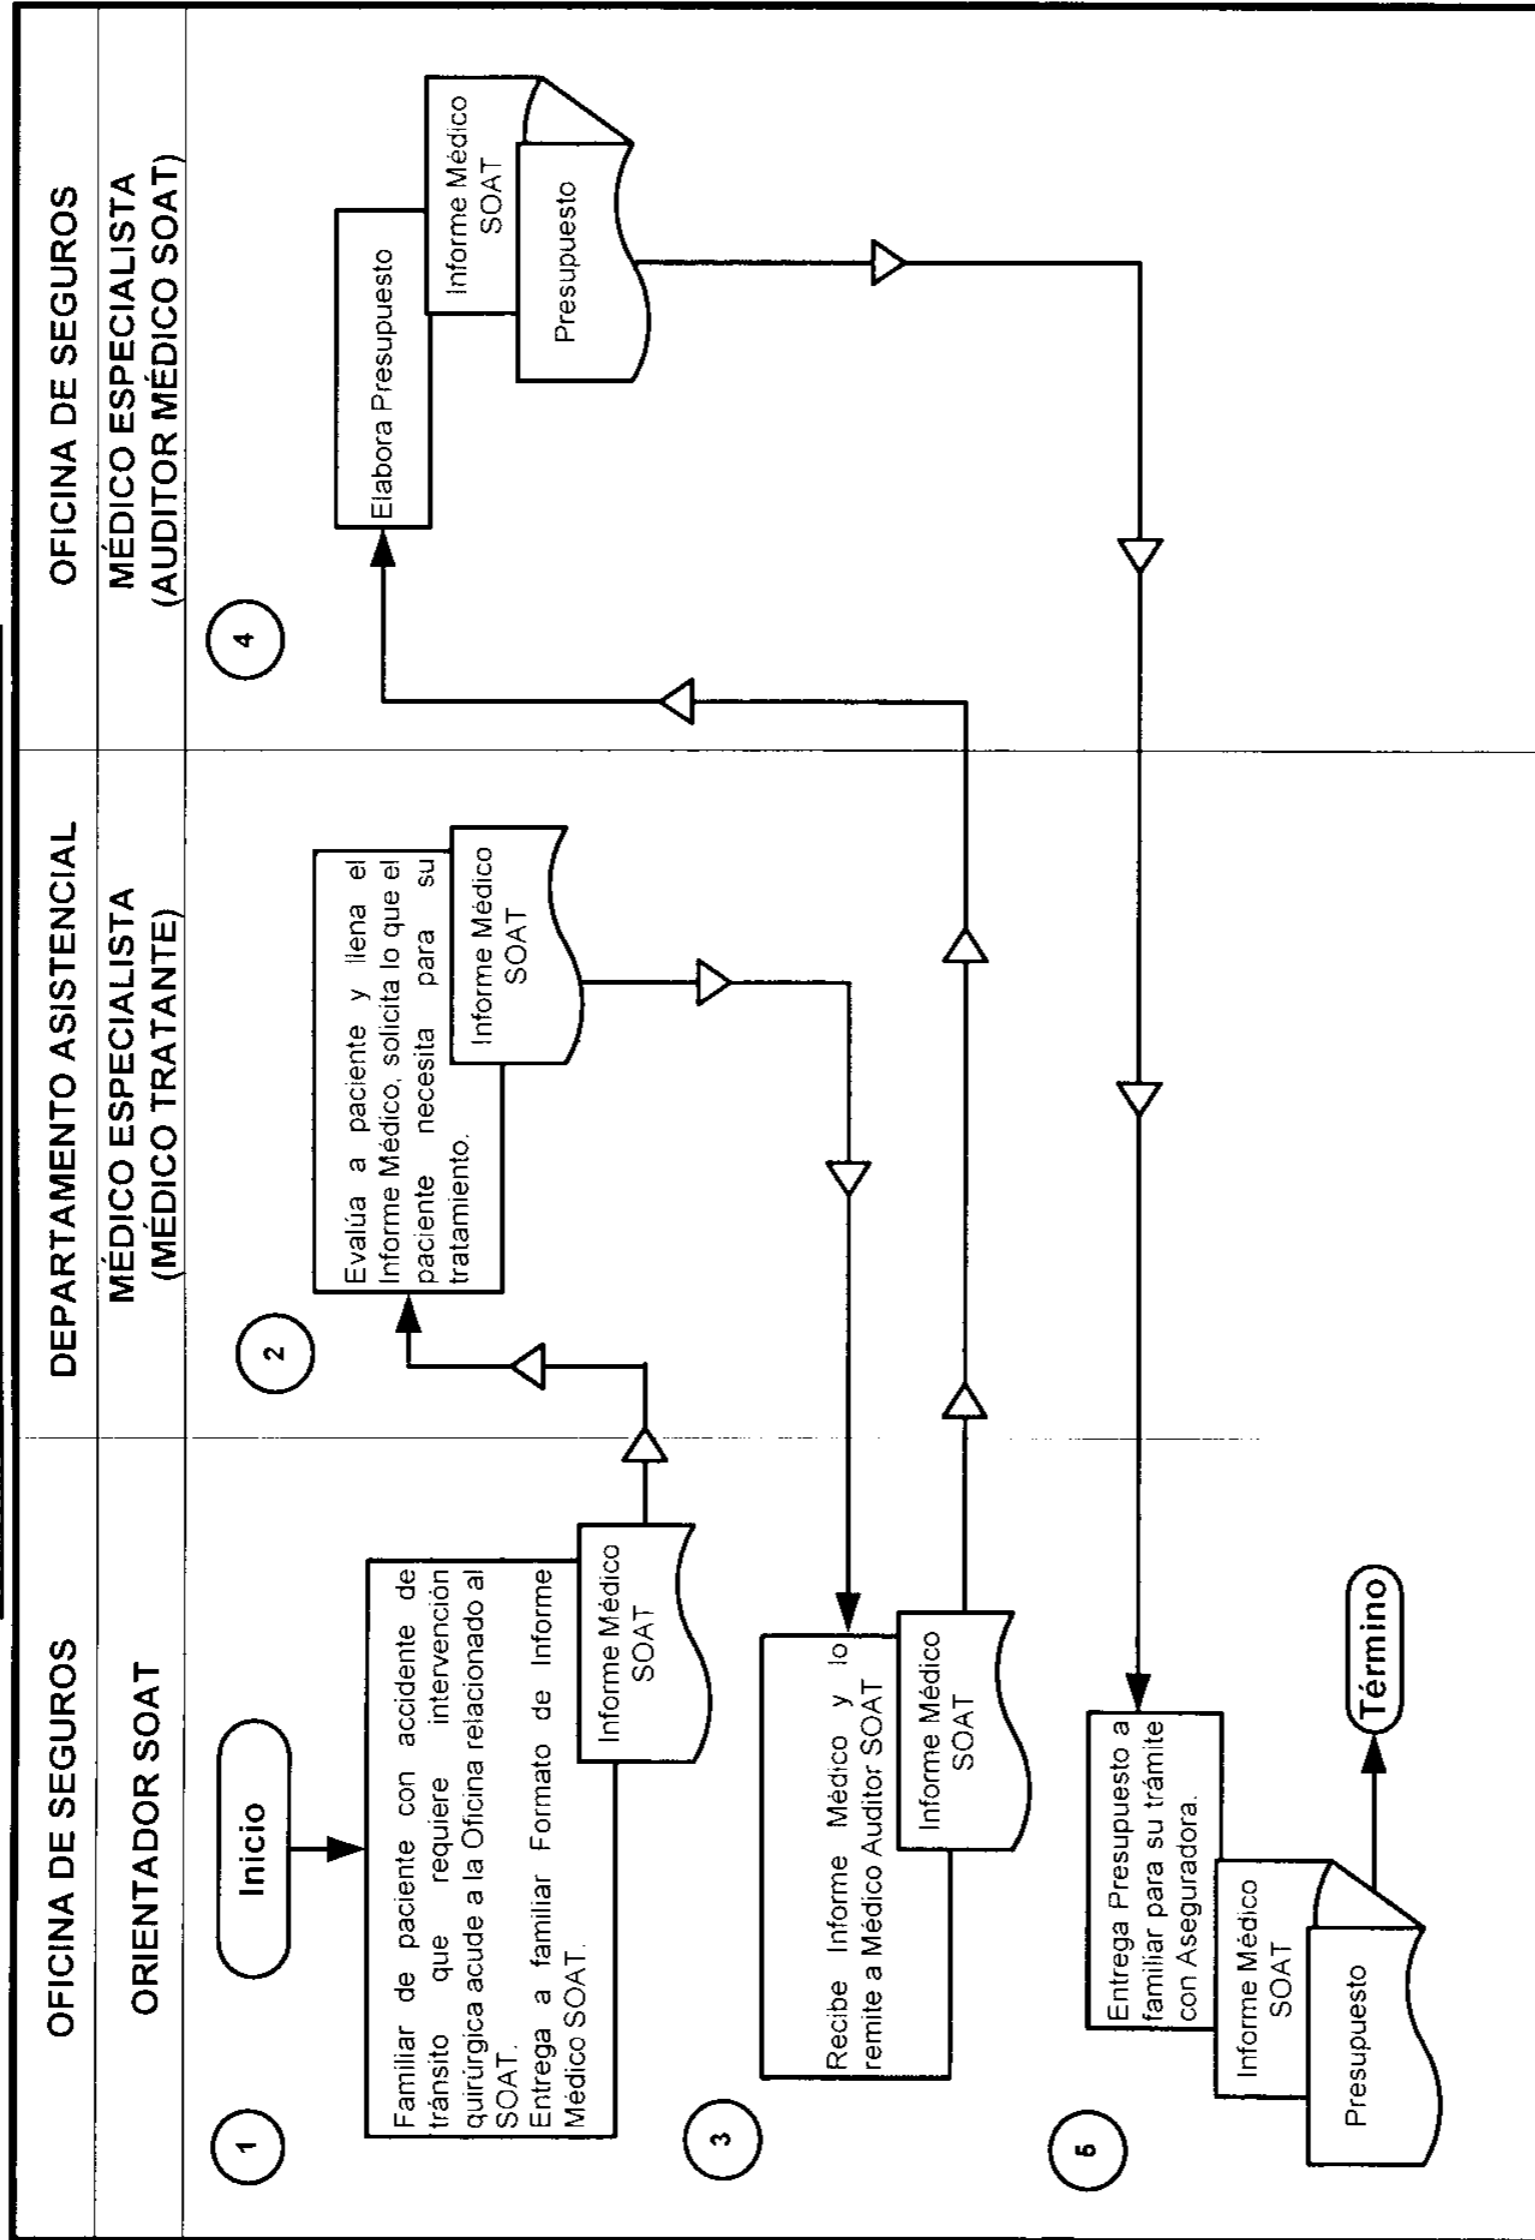 OFICINA DE SEGUROS
DEPARTAMENTO ASISTENCIAL
OFICINA DE SEGUROS
ORIENTADOR SOAT
MÉDICO ESPECIALISTA
(MÉDICO TRATANTE)
MÉDICO ESPECIALISTA
(AUDITOR MÉDICO SOAT)
Inicio
1
Familiar de paciente con accidente de
tránsito que requiere intervención
quirúrgica acude a la Oficina relacionado al
SOAT.
Entrega a familiar Formato de Informe
Médico SOAT.
Informe Médico
SOAT
2
Evalúa a paciente y llena el
Informe Médico, solicita lo que el
paciente necesita para su
tratamiento.
Informe Médico
SOAT
3
Recibe Informe Médico y lo
remite a Médico Auditor SOAT
Informe Médico
SOAT
4
Elabora Presupuesto
Informe Médico
SOAT
Presupuesto
5
Entrega Presupuesto a
familiar para su trámite
con Aseguradora.
Informe Médico
SOAT
Presupuesto
Término